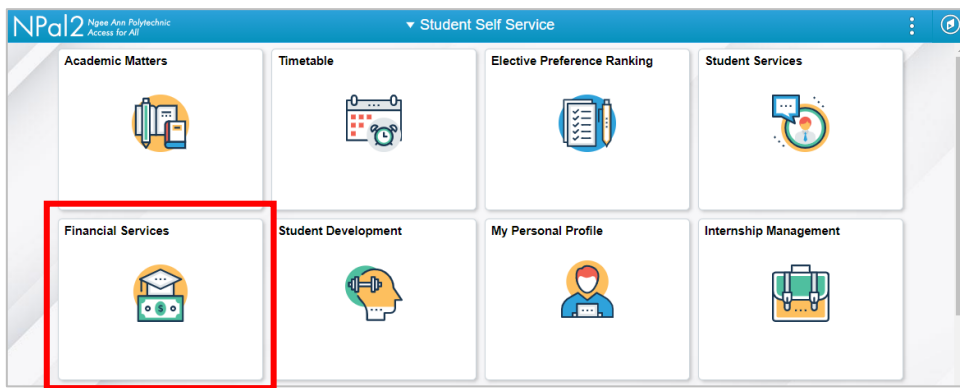 NPal2 Ngee Ann Polytechnic
Access for All
Student Self Service
Academic Matters
Timetable
Elective Preference Ranking
Student Services
Financial Services
Student Development
My Personal Profile
Internship Management